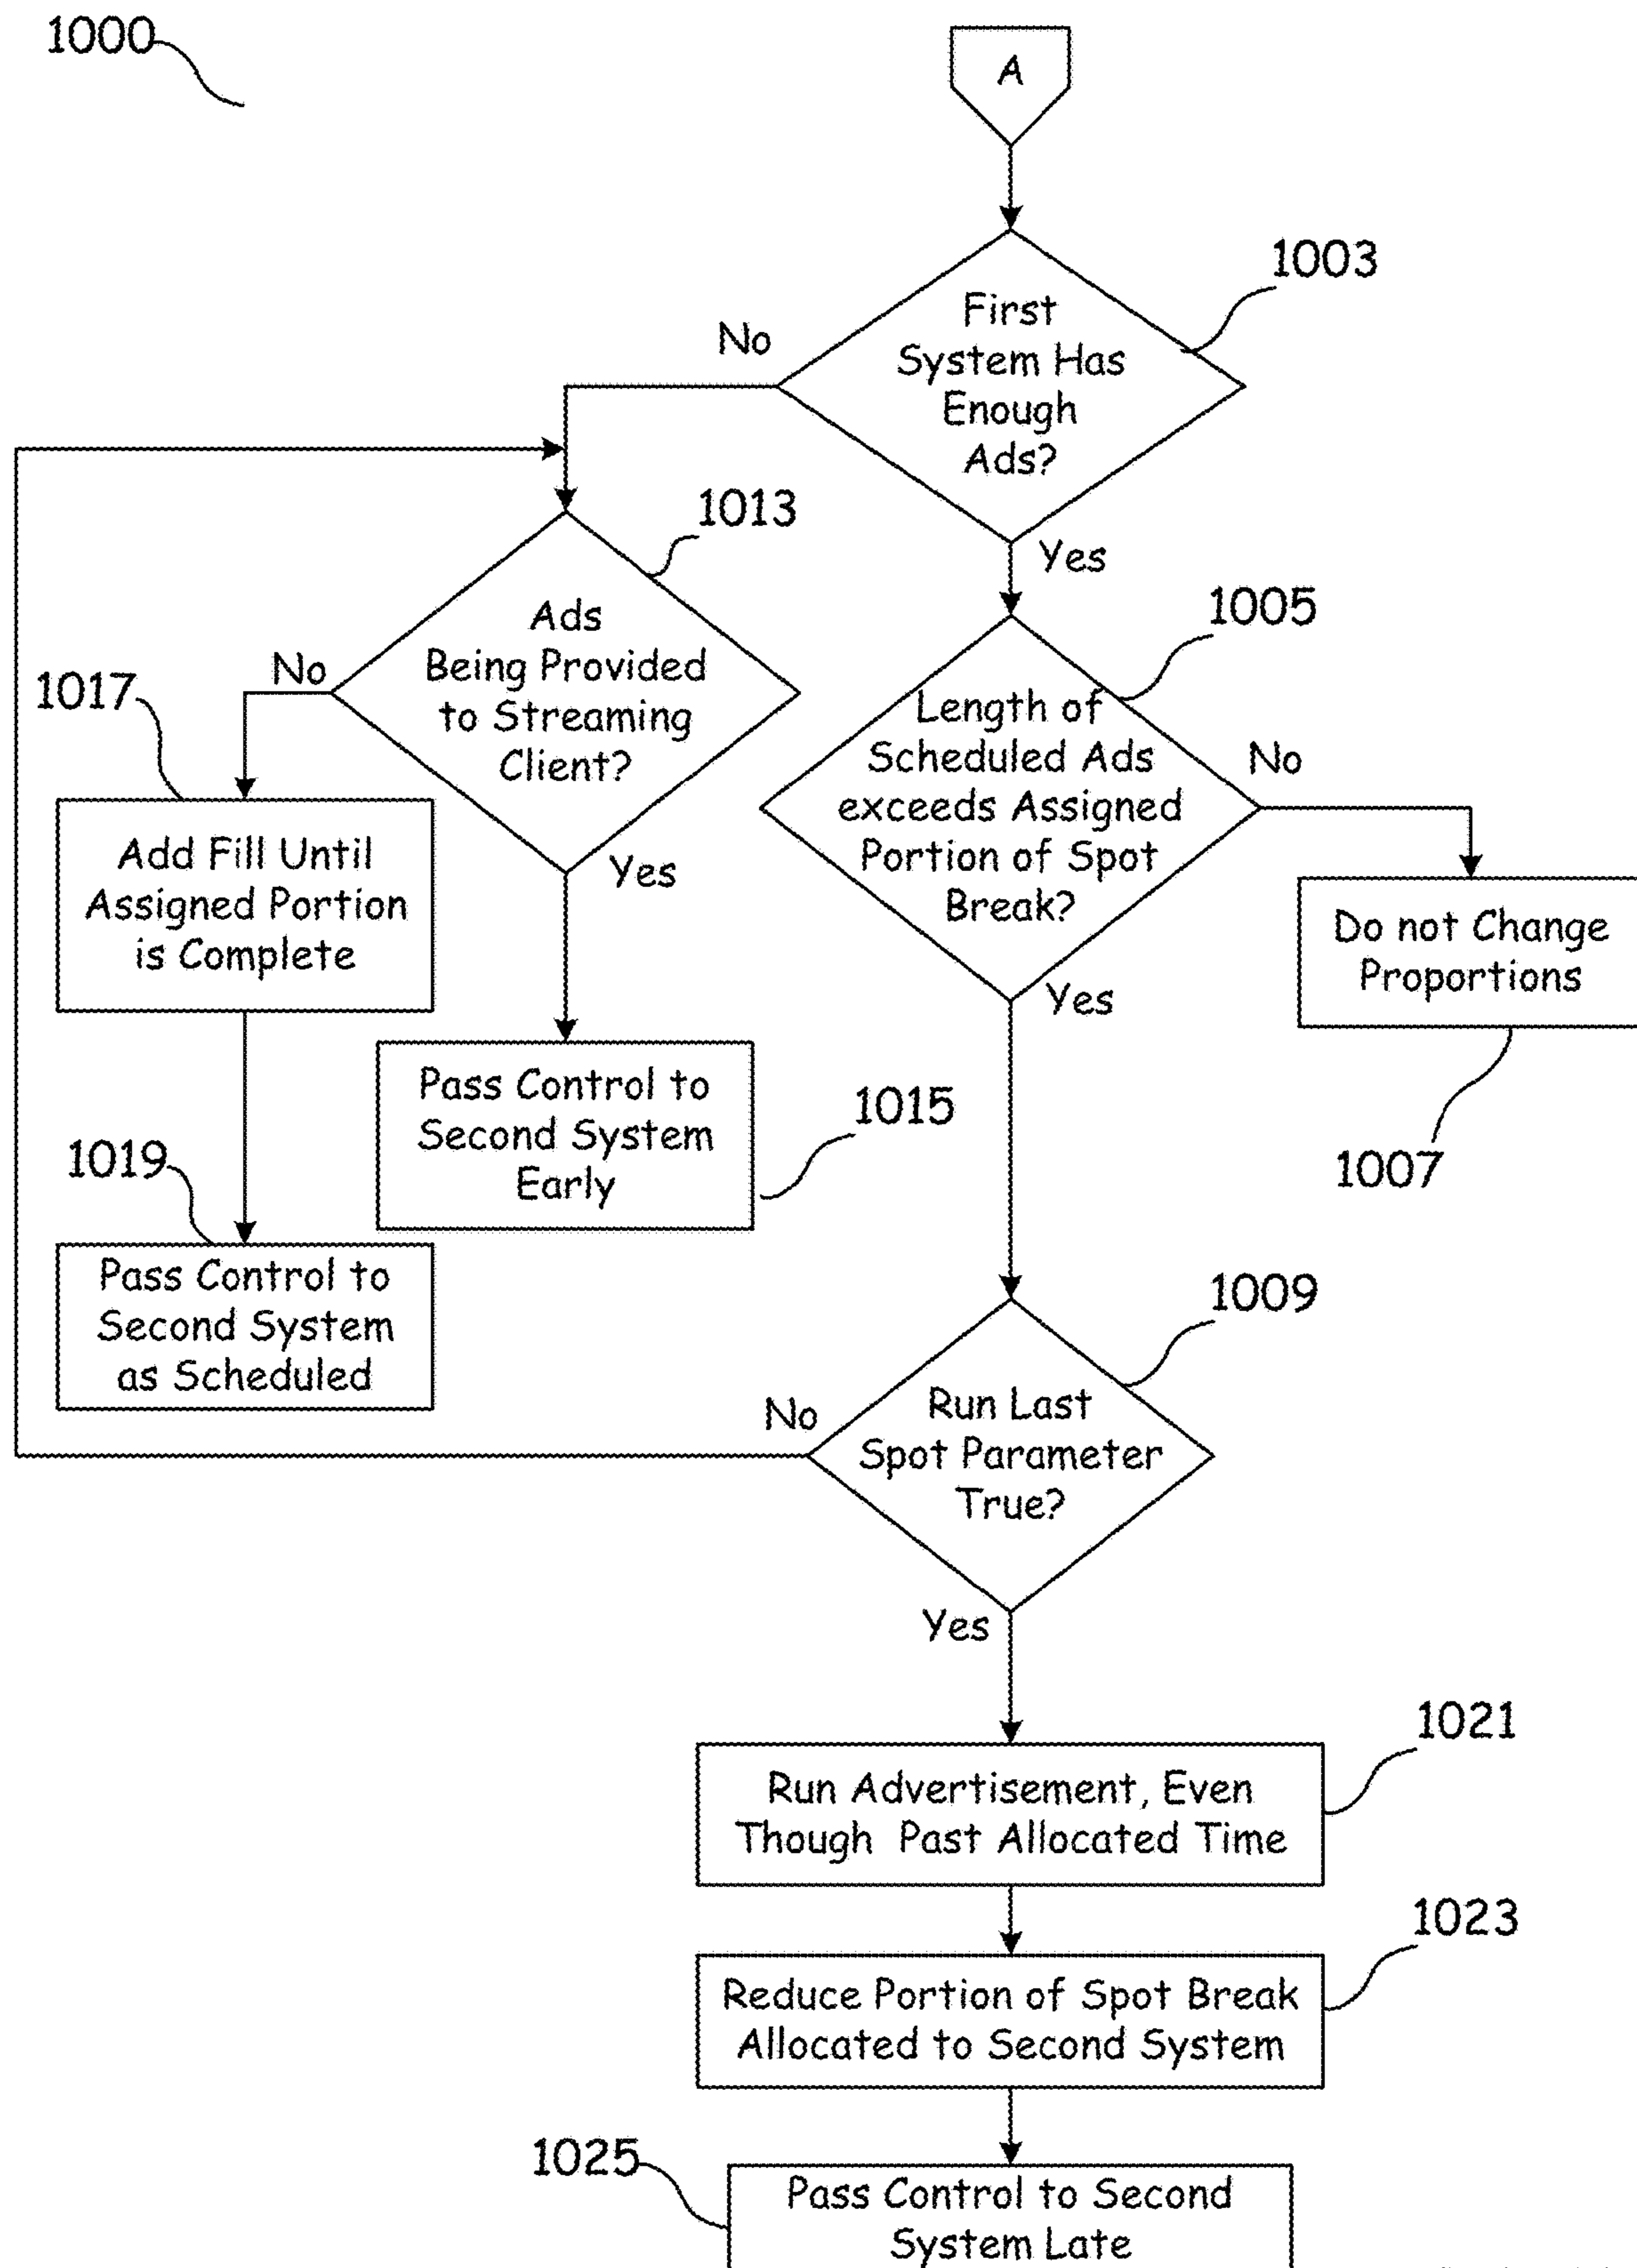 1000
A
1003
First
System Has
Enough
Ads?
No
Yes
1013
Ads
Being Provided
to Streaming
Client?
No
Yes
1005
Length of
Scheduled Ads
exceeds Assigned
Portion of Spot
Break?
No
Yes
1017
Add Fill Until
Assigned Portion
is Complete
Do not Change
Proportions
1007
Pass Control to
Second System
Early
1015
1019
Pass Control to
Second System
as Scheduled
1009
Run Last
Spot Parameter
True?
No
Yes
1021
Run Advertisement, Even
Though Past Allocated Time
1023
Reduce Portion of Spot Break
Allocated to Second System
1025
Pass Control to Second
System Late